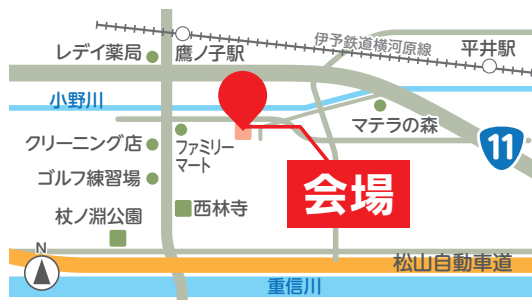 伊予鉄道横河原線
レデイ薬局
鷹ノ子駅
平井駅
小野川
マテラの森
クリーニング店
ファミリー
マート
11
ゴルフ練習場
会場
杖ノ淵公園
西林寺
N
松山自動車道
重信川